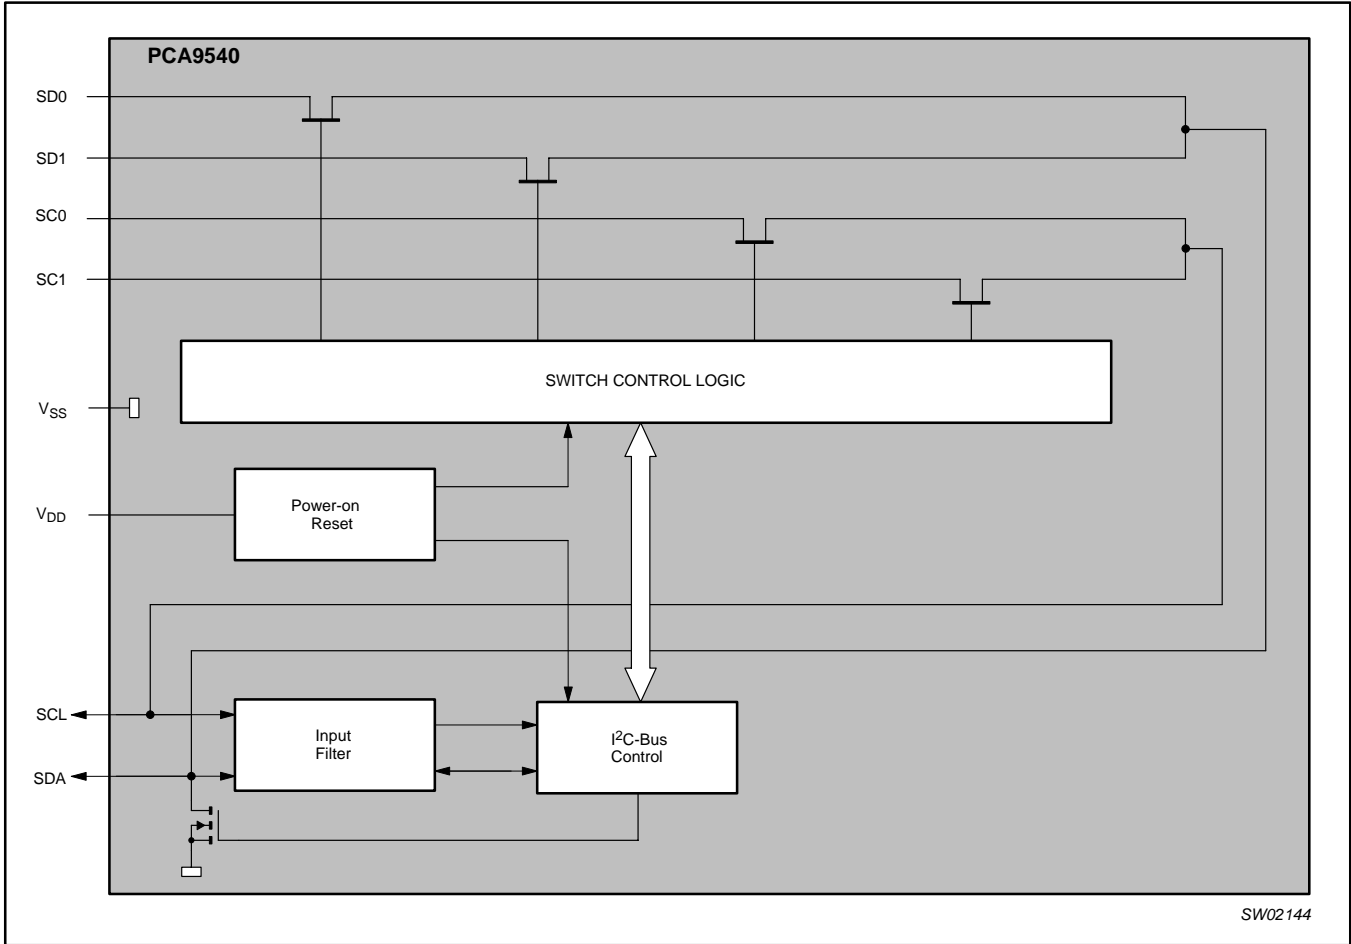 PCA9540
SD0
SD1
SC0
SC1
SWITCH CONTROL LOGIC
VSS
Power-on
Reset
VDD
SCL
Input
Filter
I2C-Bus
Control
SDA
SW02144